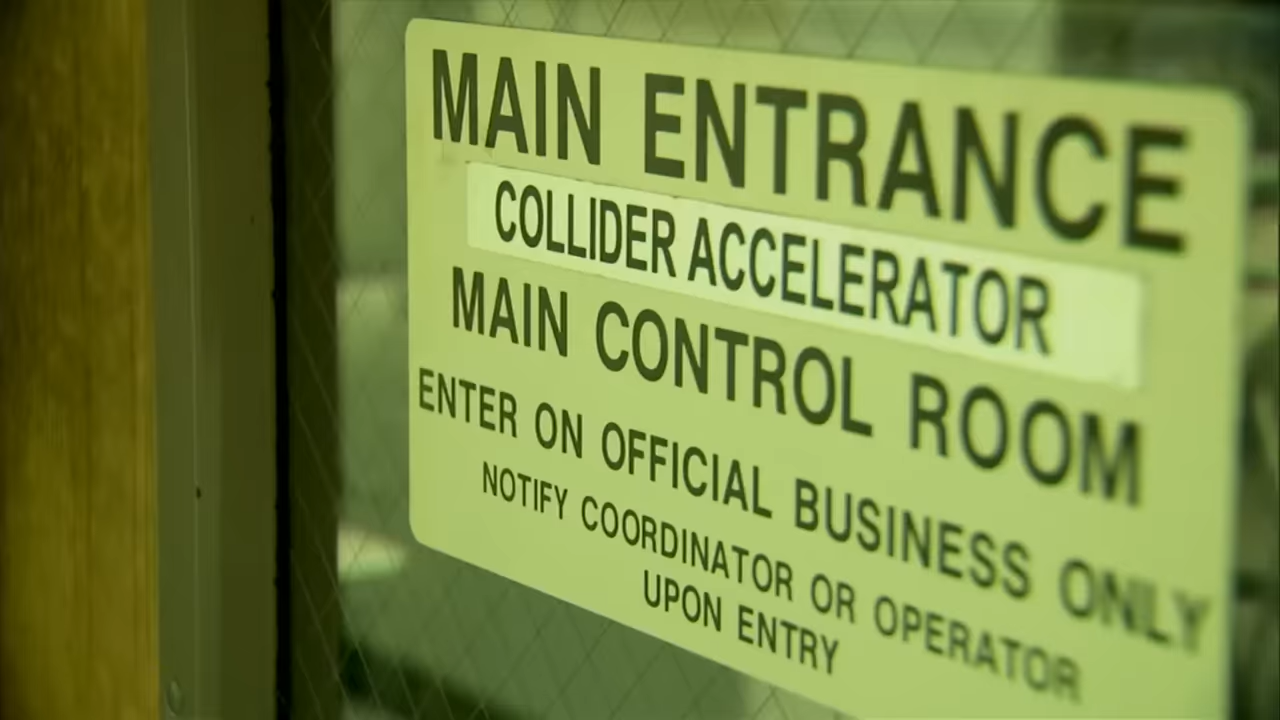 MAIN ENTRANCE
COLLIDER ACCELERATOR
MAIN CONTROL ROOM
ENTER ON OFFICIAL BUSINESS ONLY
NOTIFY COORDINATOR OR OPERATOR
UPON ENTRY